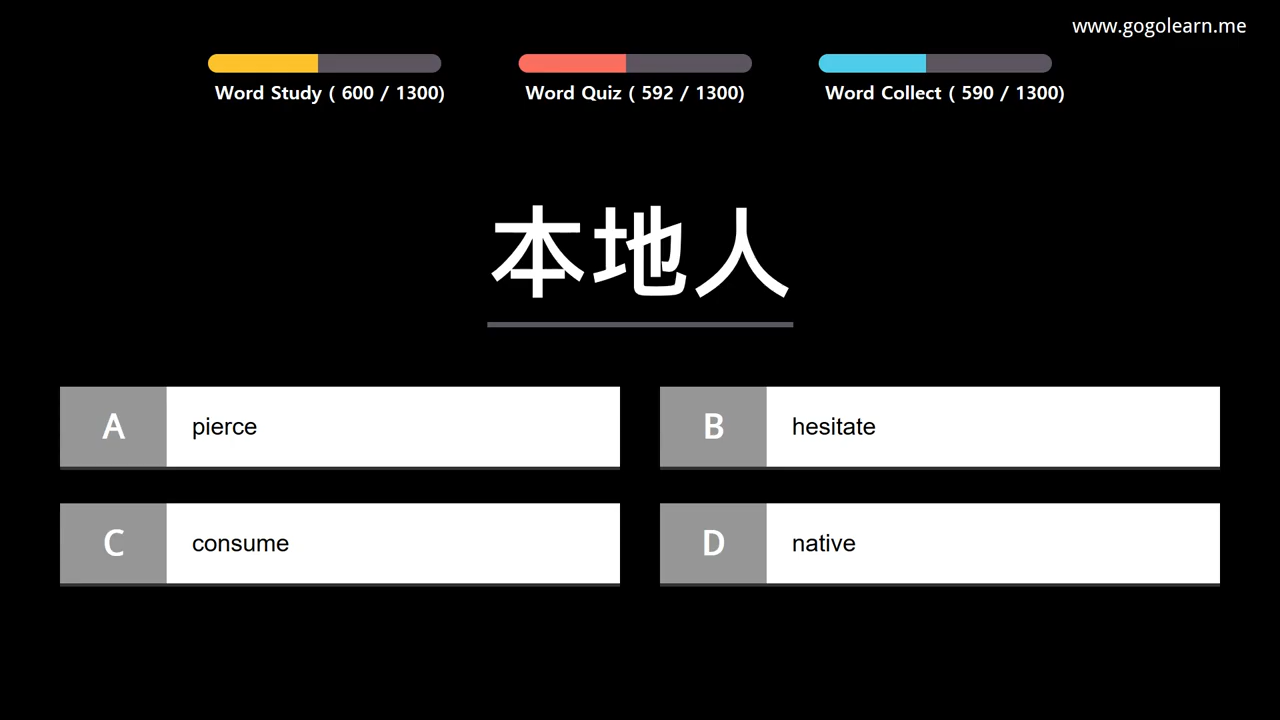 www.gogolearn.me
Word Study ( 600 / 1300)
Word Quiz ( 592 / 1300)
Word Collect ( 590 / 1300)
本地人
A pierce
B hesitate
C consume
D native